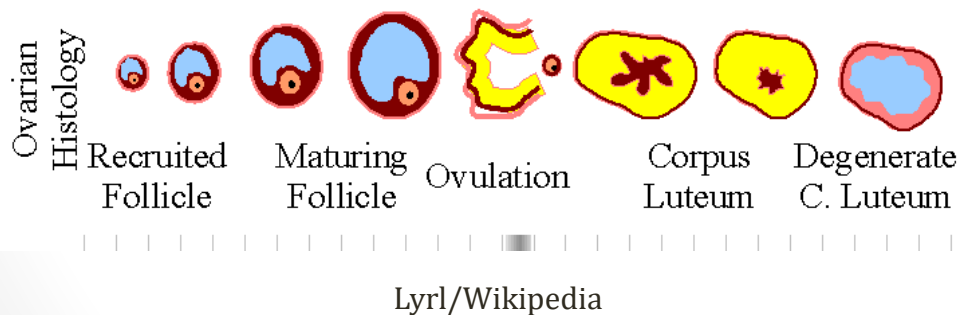 Ovarian
Histology
Recruited
Follicle
Maturing
Follicle
Ovulation
Corpus
Luteum
Degenerate
C. Luteum
Lyrl/Wikipedia